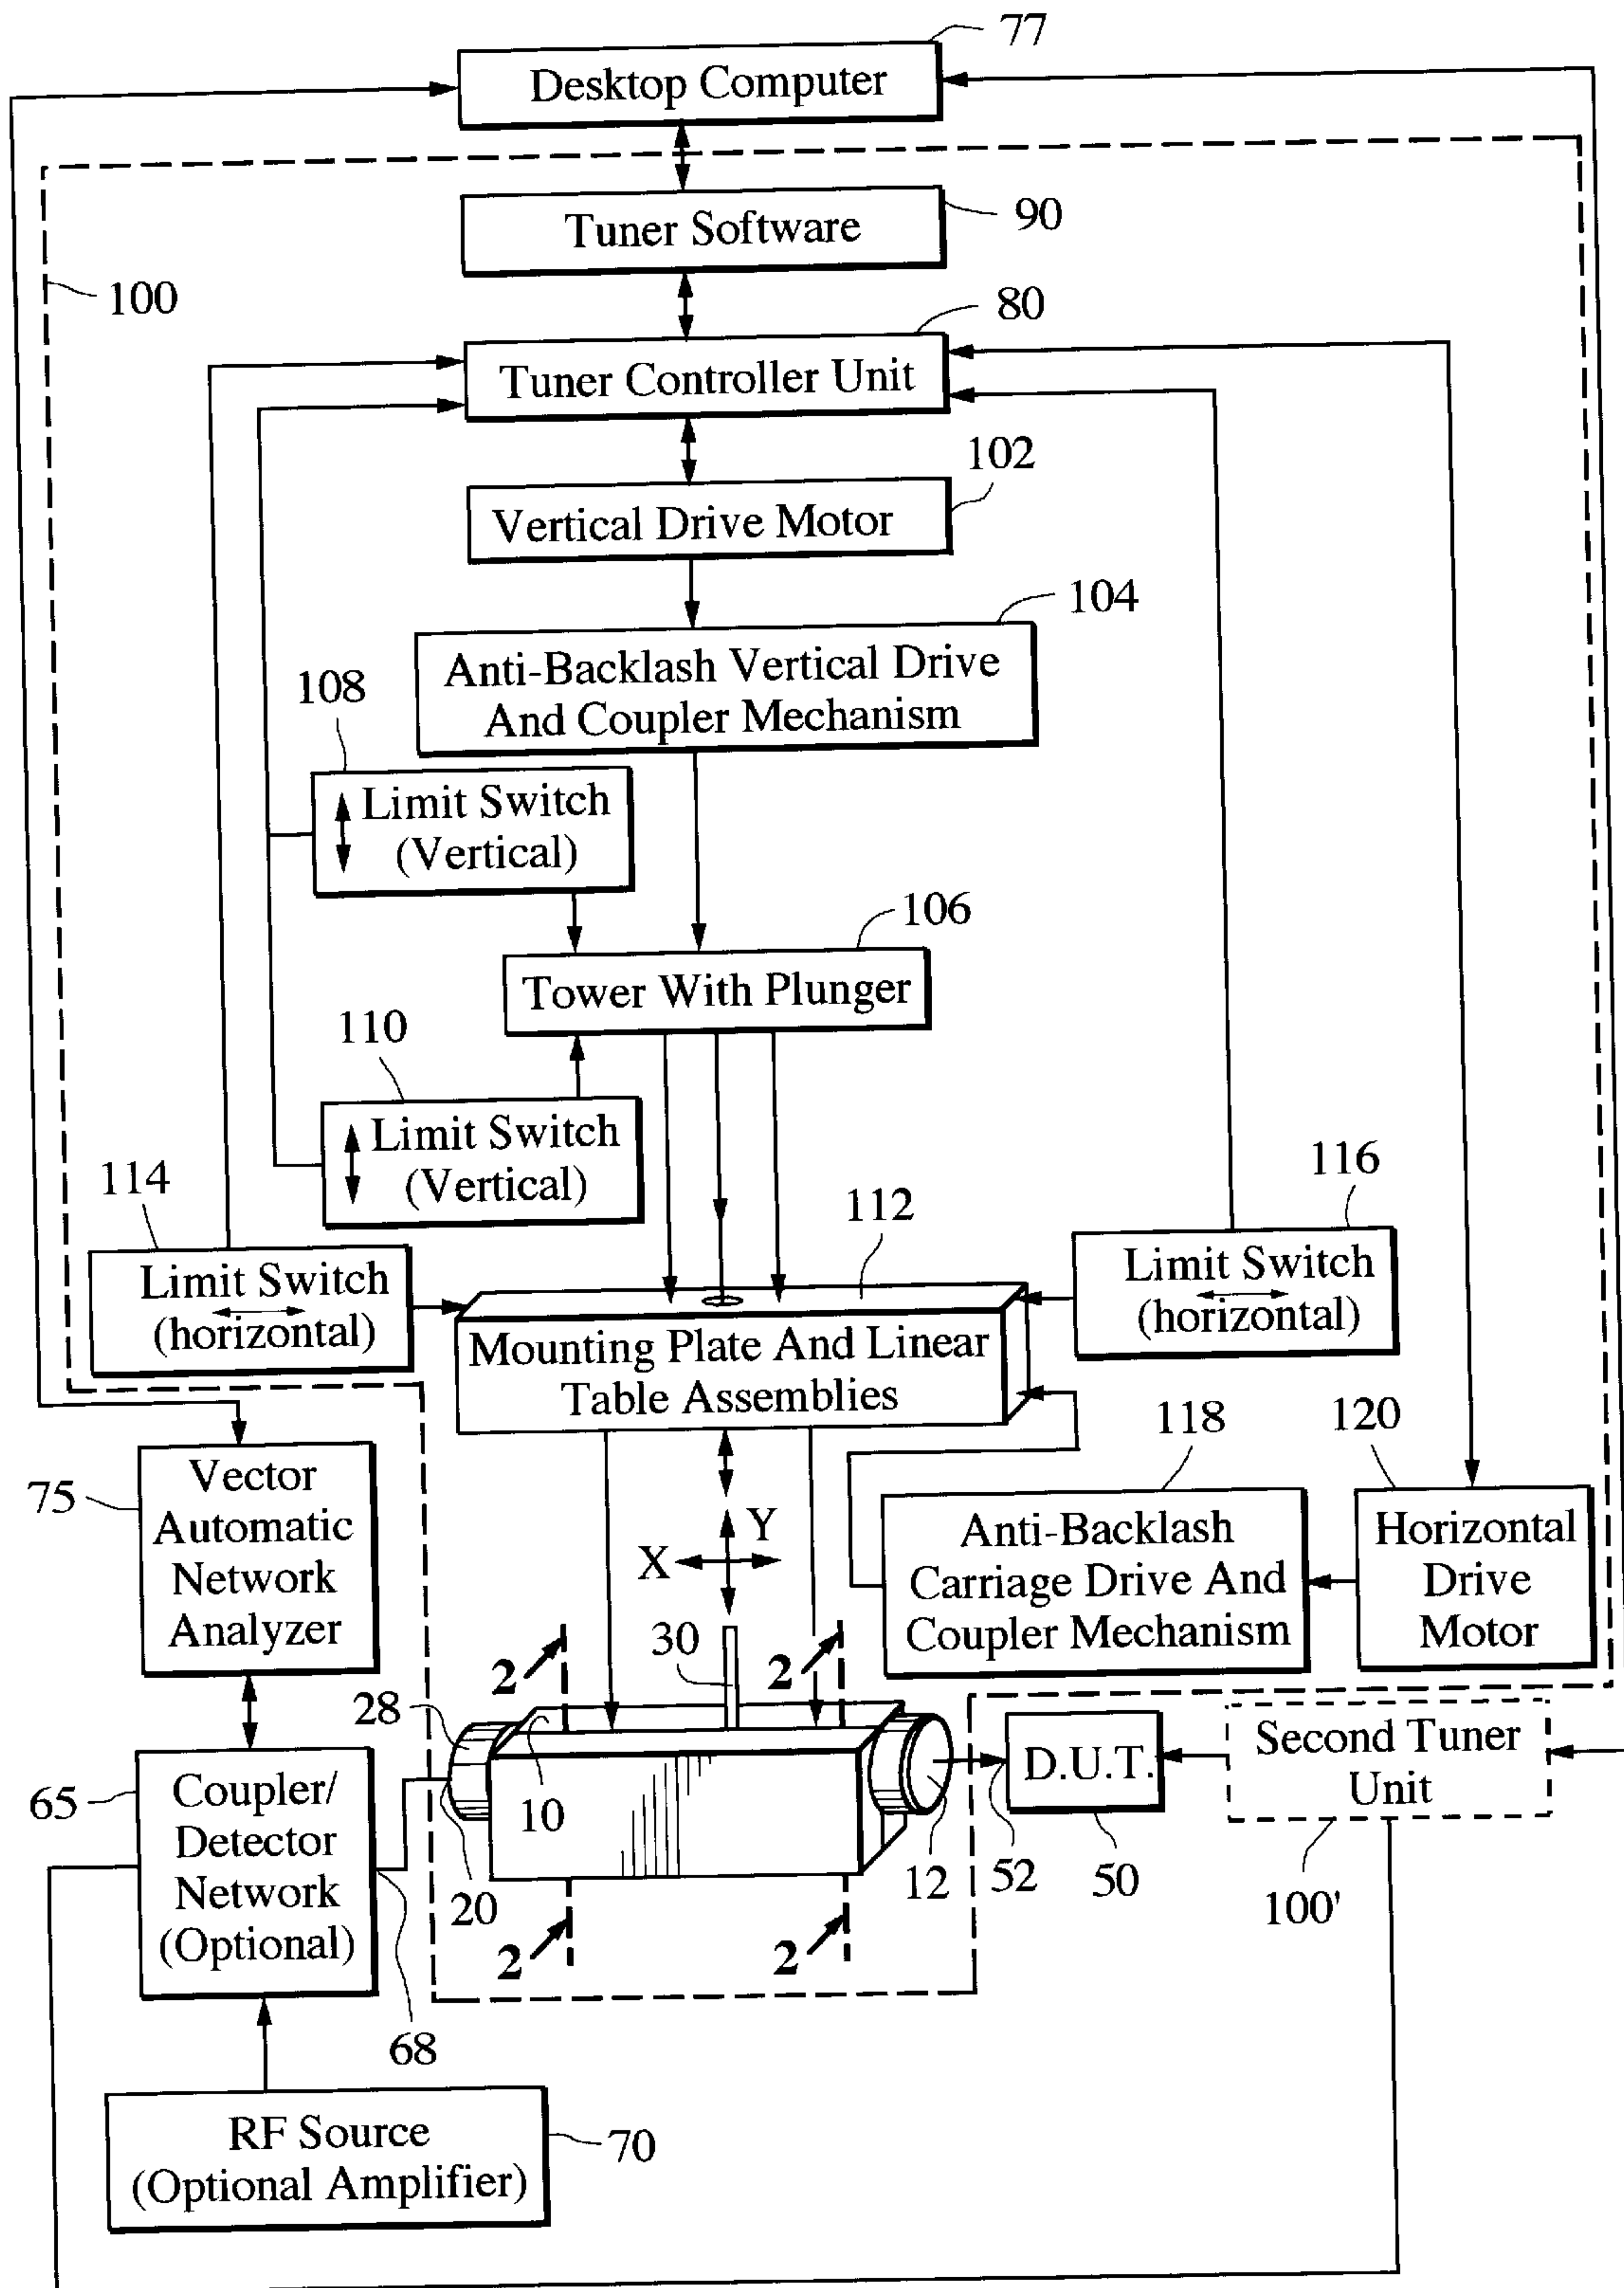 77
Desktop Computer
Tuner Software
90
100
80
Tuner Controller Unit
102
Vertical Drive Motor
104
Anti-Backlash Vertical Drive
And Coupler Mechanism
108
Limit Switch
(Vertical)
106
Tower With Plunger
110
Limit Switch
(Vertical)
114
Limit Switch
(horizontal)
112
116
Limit Switch
(horizontal)
Mounting Plate And Linear
Table Assemblies
75
Vector
Automatic
Network
Analyzer
118
120
Anti-Backlash
Carriage Drive And
Coupler Mechanism
Horizontal
Drive
Motor
Y
X
30
2
2
28
10
20
12
2
2
52
D.U.T.
50
Second Tuner
Unit
100'
65
Coupler/
Detector
Network
(Optional)
68
RF Source
(Optional Amplifier)
70